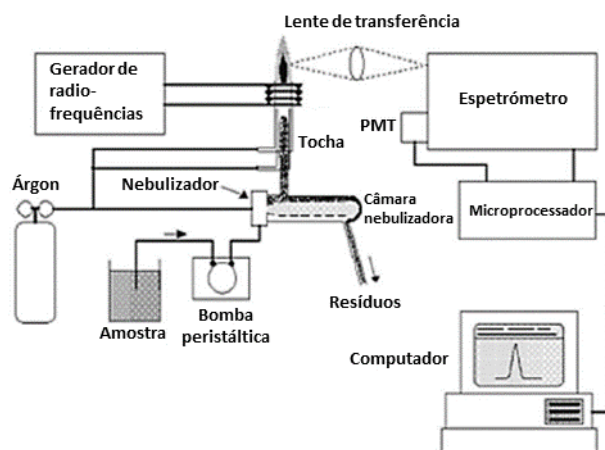 Lente de transferência
Gerador de
radio-
frequências
Espetrómetro
PMT
Tocha
Árgon
Nebulizador
Câmara
nebulizadora
Microprocessador
Amostra
Bomba
peristáltica
Resíduos
Computador